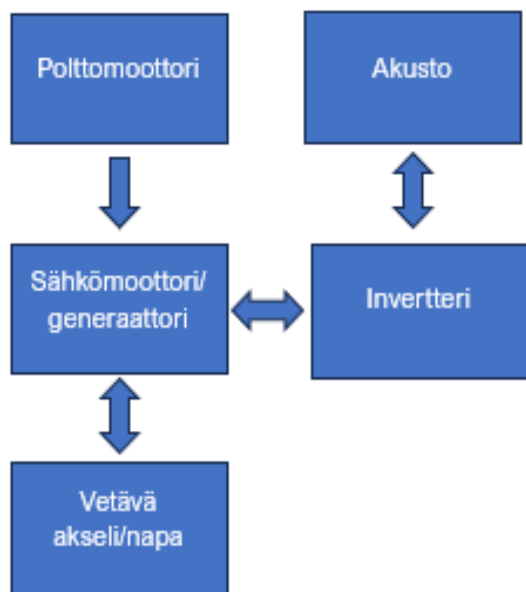 Polttomoottori
Akusto
Sähkömoottori/
generaattori
Invertteri
Vetävä
akseli/napa